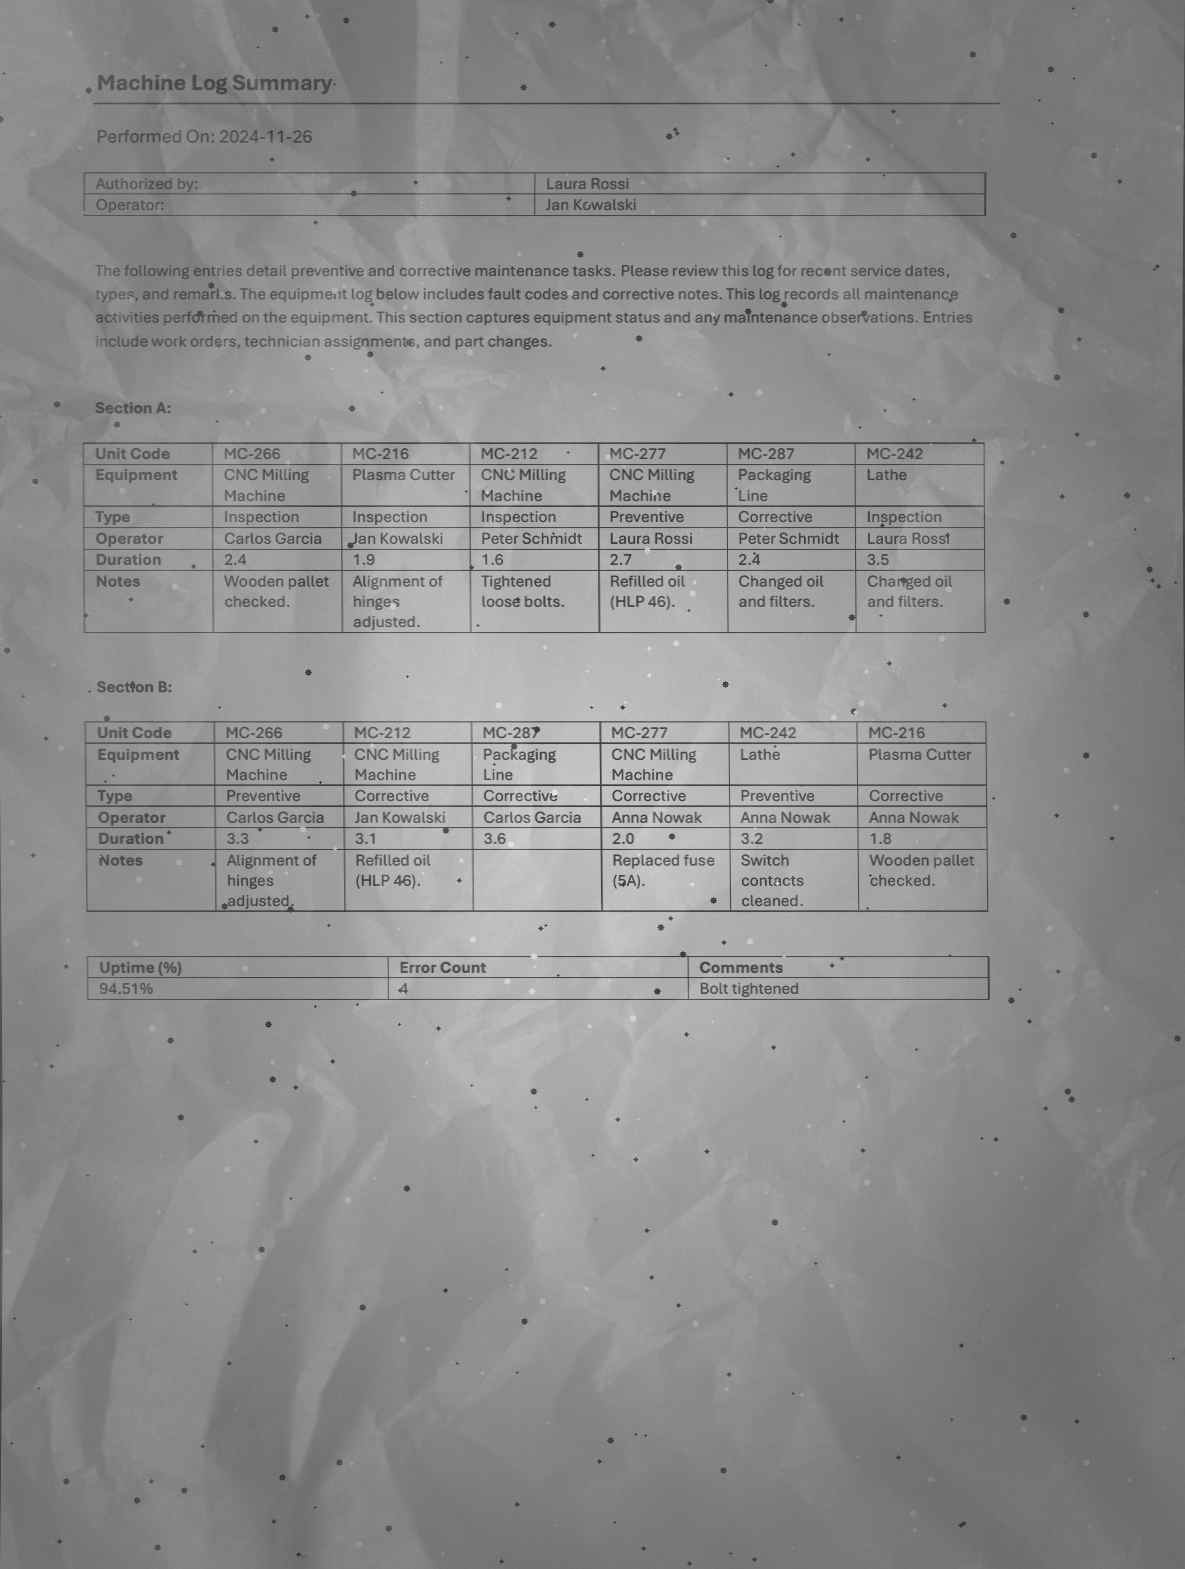 Machine Log Summary
Performed On: 2024-11-26
Authorized by: Laura Rossi
Operator: Jan Kowalski
The following entries detail preventive and corrective maintenance tasks. Please review this log for recent service dates,
types, and remarks. The equipment log below includes fault codes and corrective notes. This log records all maintenance
activities performed on the equipment. This section captures equipment status and any maintenance observations. Entries
include work orders, technician assignments, and part changes.
Section A:
Unit Code MC-266 MC-216 MC-212 MC-277 MC-287 MC-242
Equipment CNC Milling Plasma Cutter CNC Milling CNC Milling Packaging Lathe
Machine Machine Machine Line
Type Inspection Inspection Inspection Preventive Corrective Inspection
Operator Carlos Garcia Jan Kowalski Peter Schmidt Laura Rossi Peter Schmidt Laura Rossi
Duration 2.4 1.9 1.6 2.7 2.4 3.5
Notes Wooden pallet Alignment of Tightened Refilled oil Changed oil Changed oil
checked. hinges loose bolts. (HLP 46). and filters. and filters.
adjusted.
Section B:
Unit Code MC-266 MC-212 MC-287 MC-277 MC-242 MC-216
Equipment CNC Milling CNC Milling Packaging CNC Milling Lathe Plasma Cutter
Machine Machine Line Machine
Type Preventive Corrective Corrective Corrective Preventive Corrective
Operator Carlos Garcia Jan Kowalski Carlos Garcia Anna Nowak Anna Nowak Anna Nowak
Duration 3.3 3.1 3.6 2.0 3.2 1.8
Notes Alignment of Refilled oil Replaced fuse Switch Wooden pallet
hinges (HLP 46). (5A). contacts checked.
adjusted. cleaned.
Uptime (%) Error Count Comments
94.51% 4 Bolt tightened